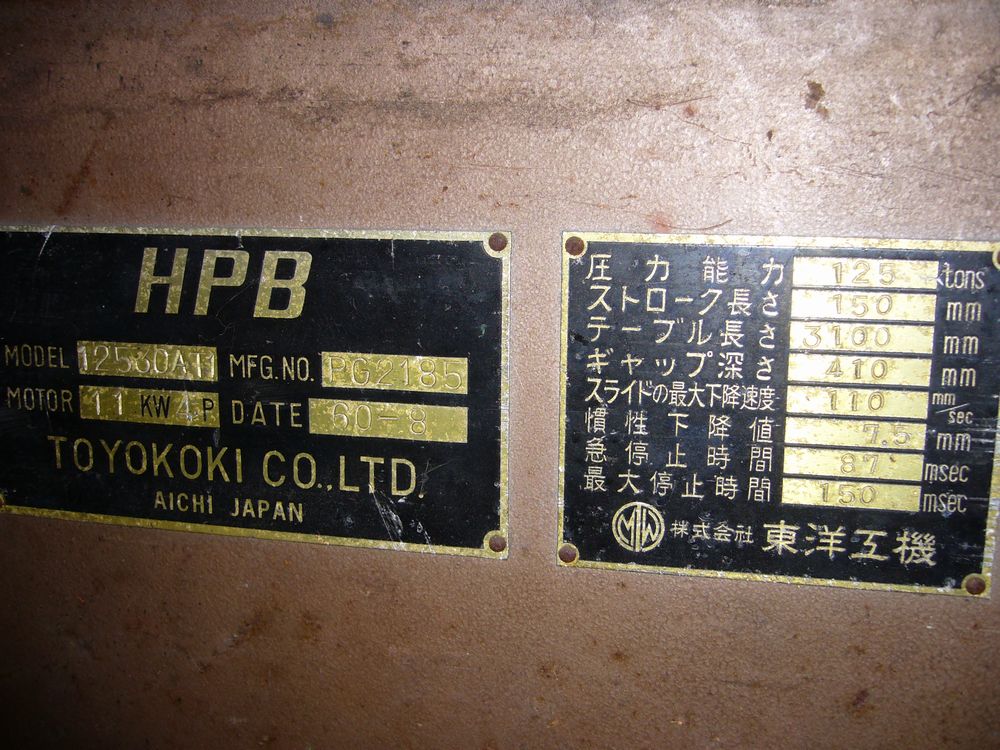 HPB
MODEL 12530ATH MFG.NO. PG2185
MOTOR 11 KW 4 P DATE 60-8
TOYOKOKI CO.,LTD.
AICHI JAPAN
圧力能力 125 tons
ストローク長さ 150 mm
テーブル長さ 3100 mm
ギャップ深さ 410 mm
スライドの最大下降速度 110 mm/sec
慣性下降値 7.5 mm
急停止時間 87 msec
最大停止時間 150 msec
MTW 株式会社 東洋工機